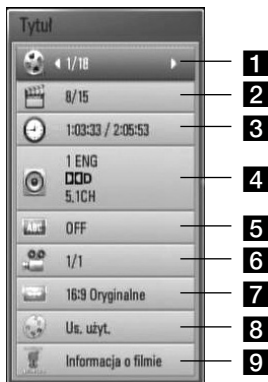 Tytuł
1/18 1
8/15 2
1:03:33 / 2:05:53 3
1 ENG
D
5.1CH 4
ABC OFF 5
1/1 6
16:9 Oryginalne 7
Us. użyt. 8
Informacja o filmie 9